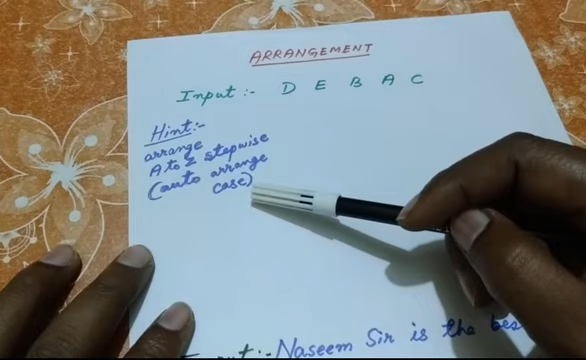 ARRANGEMENT
Input :- D E B A C
Hint:-
arrange
A to Z stepwise
(auto arrange
case)
Naseem Sir is the